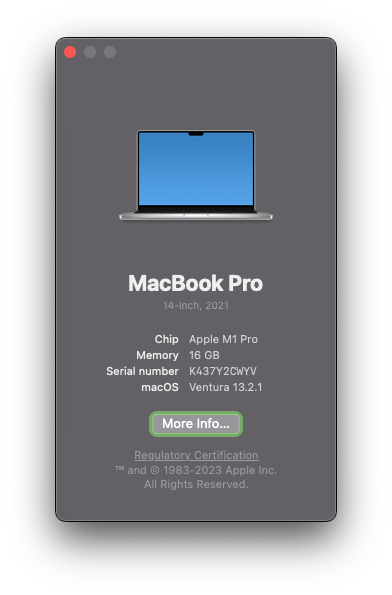 MacBook Pro
14-inch, 2021
Chip Apple M1 Pro
Memory 16 GB
Serial number K437Y2CWYV
macOS Ventura 13.2.1
More Info...
Regulatory Certification
™ and © 1983-2023 Apple Inc.
All Rights Reserved.